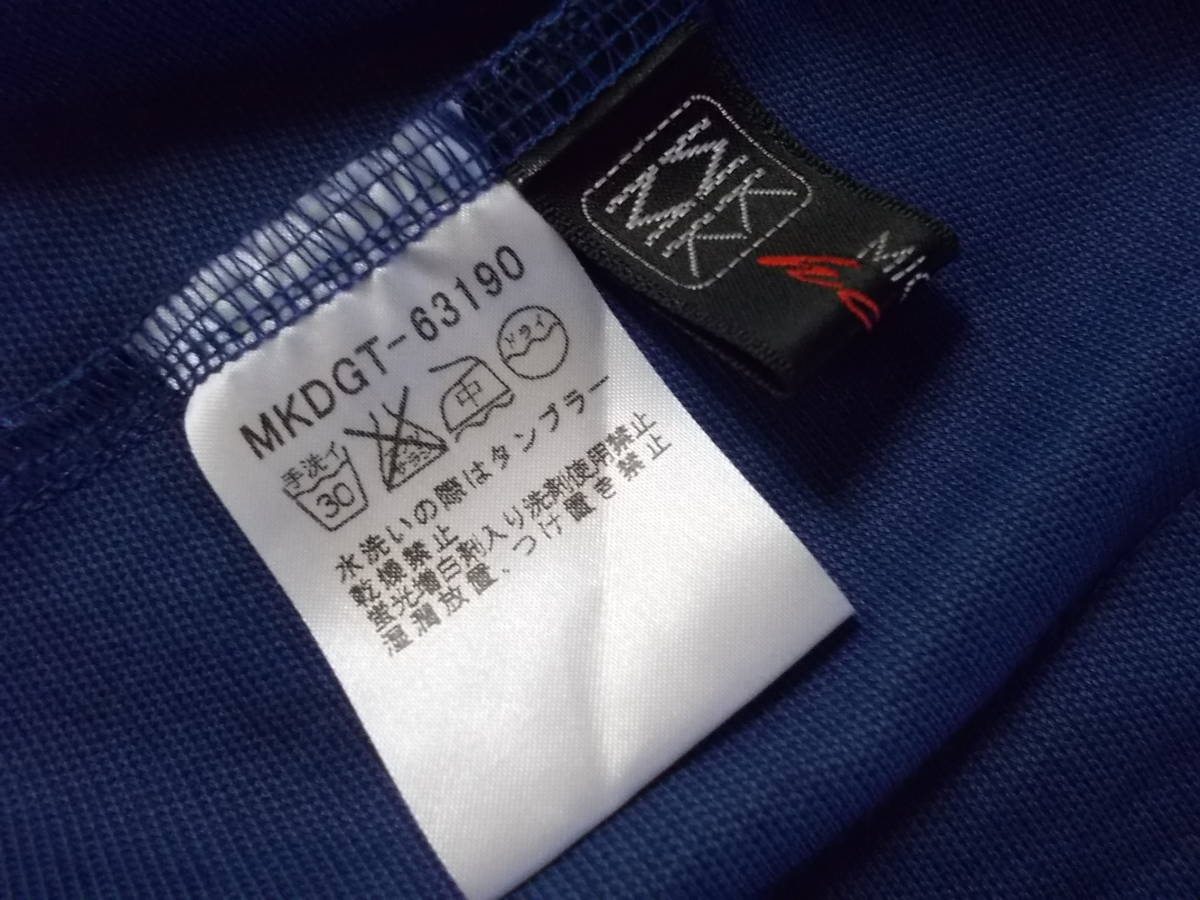 MKDGT-63190
手洗イ
30
中
ドライ
水洗いの際はタンブラー
乾燥禁止
蛍光増白剤入り洗剤使用禁止
湿潤放置、つけ置き禁止
MK
MK